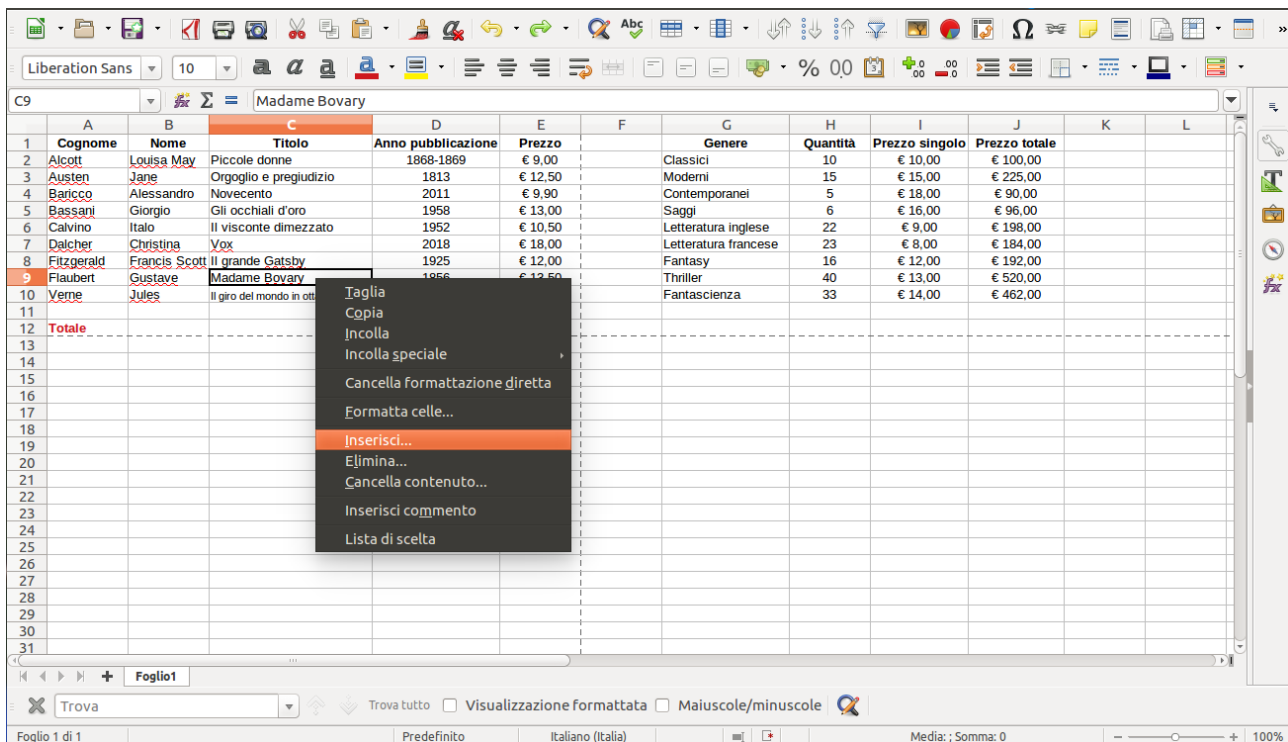 Liberation Sans 10
C9 Madame Bovary
A B C D E F G H I J K L
1 Cognome Nome Titolo Anno pubblicazione Prezzo Genere Quantità Prezzo singolo Prezzo totale
2 Alcott Louisa May Piccole donne 1868-1869 € 9,00 Classici 10 € 10,00 € 100,00
3 Austen Jane Orgoglio e pregiudizio 1813 € 12,50 Moderni 15 € 15,00 € 225,00
4 Baricco Alessandro Novecento 2011 € 9,90 Contemporanei 5 € 18,00 € 90,00
5 Bassani Giorgio Gli occhiali d'oro 1958 € 13,00 Saggi 6 € 16,00 € 96,00
6 Calvino Italo Il visconte dimezzato 1952 € 10,50 Letteratura inglese 22 € 9,00 € 198,00
7 Dalcher Christina Vox 2018 € 18,00 Letteratura francese 23 € 8,00 € 184,00
8 Fitzgerald Francis Scott Il grande Gatsby 1925 € 12,00 Fantasy 16 € 12,00 € 192,00
9 Flaubert Gustave Madame Bovary 1856 € 13,50 Thriller 40 € 13,00 € 520,00
10 Verne Jules Il giro del mondo in Fantascienza 33 € 14,00 € 462,00
11
12 Totale
13
14
15
16
17
18
19
20
21
22
23
24
25
26
27
28
29
30
31
Taglia
Copia
Incolla
Incolla speciale
Cancella formattazione diretta
Formatta celle...
Inserisci...
Elimina...
Cancella contenuto...
Inserisci commento
Lista di scelta
Foglio1
Trova Trova tutto Visualizzazione formattata Maiuscole/minuscole
Foglio 1 di 1 Predefinito Italiano (Italia) Media: ; Somma: 0 100%